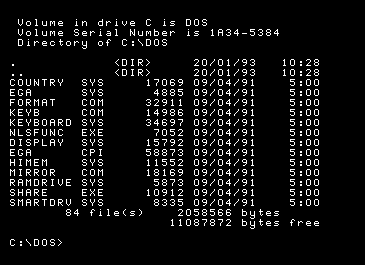 Volume in drive C is DOS
Volume Serial Number is 1A34-5384
Directory of C:\DOS
. <DIR> 20/01/93 10:28
.. <DIR> 20/01/93 10:28
COUNTRY SYS 17069 09/04/91 5:00
EGA SYS 4885 09/04/91 5:00
FORMAT COM 32911 09/04/91 5:00
KEYB COM 14986 09/04/91 5:00
KEYBOARD SYS 34697 09/04/91 5:00
NLSFUNC EXE 7052 09/04/91 5:00
DISPLAY SYS 15792 09/04/91 5:00
EGA CPI 58873 09/04/91 5:00
HIMEM SYS 11552 09/04/91 5:00
MIRROR COM 18169 09/04/91 5:00
RAMDRIVE SYS 5873 09/04/91 5:00
SHARE EXE 10912 09/04/91 5:00
SMARTDRV SYS 8335 09/04/91 5:00
84 file(s) 2058566 bytes
11087872 bytes free
C:\DOS>